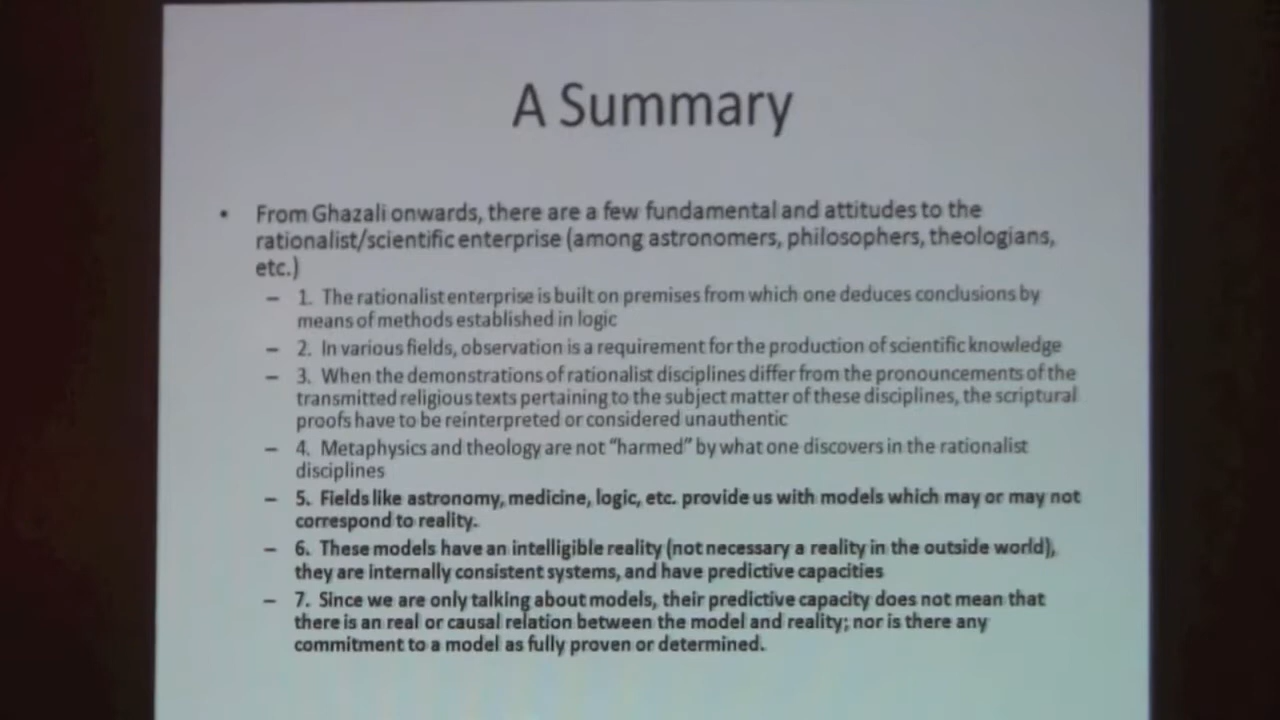 A Summary
• From Ghazali onwards, there are a few fundamental and attitudes to the
rationalist/scientific enterprise (among astronomers, philosophers, theologians,
etc.)
– 1. The rationalist enterprise is built on premises from which one deduces conclusions by
means of methods established in logic
– 2. In various fields, observation is a requirement for the production of scientific knowledge
– 3. When the demonstrations of rationalist disciplines differ from the pronouncements of the
transmitted religious texts pertaining to the subject matter of these disciplines, the scriptural
proofs have to be reinterpreted or considered unauthentic
– 4. Metaphysics and theology are not “harmed” by what one discovers in the rationalist
disciplines
– 5. Fields like astronomy, medicine, logic, etc. provide us with models which may or may not
correspond to reality.
– 6. These models have an intelligible reality (not necessary a reality in the outside world),
they are internally consistent systems, and have predictive capacities
– 7. Since we are only talking about models, their predictive capacity does not mean that
there is an real or causal relation between the model and reality; nor is there any
commitment to a model as fully proven or determined.